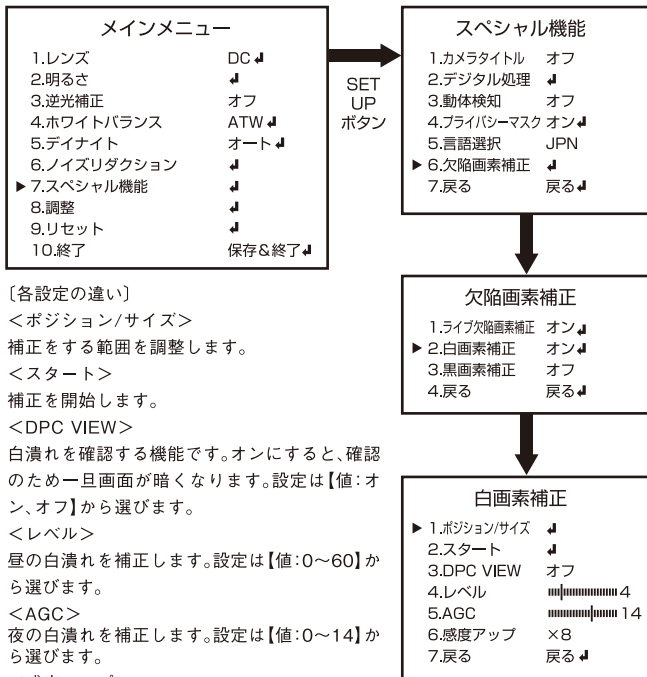 メインメニュー
1.レンズ DC↲
2.明るさ ↲
3.逆光補正 オフ
4.ホワイトバランス ATW↲
5.デイナイト オート↲
6.ノイズリダクション ↲
▶7.スペシャル機能 ↲
8.調整 ↲
9.リセット ↲
10.終了 保存&終了↲
SET
UP
ボタン
スペシャル機能
1.カメラタイトル オフ
2.デジタル処理 ↲
3.動体検知 オフ
4.プライバシーマスク オン↲
5.言語選択 JPN
▶6.欠陥画素補正 ↲
7.戻る 戻る↲
〔各設定の違い〕
<ポジション/サイズ>
補正をする範囲を調整します。
<スタート>
補正を開始します。
<DPC VIEW>
白潰れを確認する機能です。オンにすると、確認
のため一旦画面が暗くなります。設定は【値:オ
ン、オフ】から選びます。
<レベル>
昼の白潰れを補正します。設定は【値:0〜60】か
ら選びます。
<AGC>
夜の白潰れを補正します。設定は【値:0〜14】か
ら選びます。
欠陥画素補正
1.ライブ欠陥画素補正 オン↲
▶2.白画素補正 オン↲
3.黒画素補正 オフ
4.戻る 戻る↲
白画素補正
▶1.ポジション/サイズ ↲
2.スタート ↲
3.DPC VIEW オフ
4.レベル 4
5.AGC 14
6.感度アップ ×8
7.戻る 戻る↲